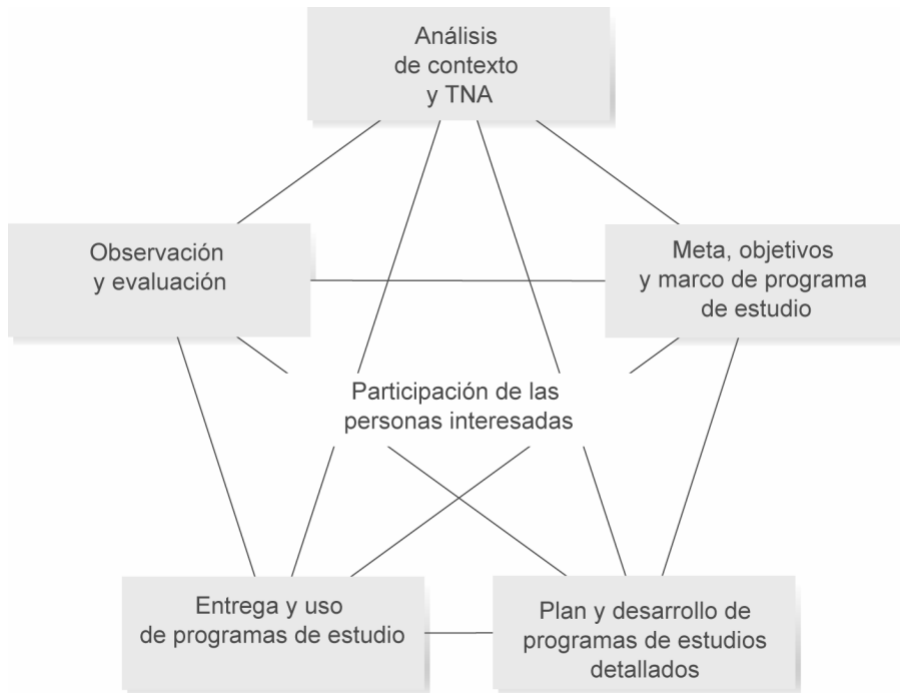 Análisis
de contexto
y TNA
Observación
y evaluación
Meta, objetivos
y marco de programa
de estudio
Participación de las
personas interesadas
Entrega y uso
de programas de estudio
Plan y desarrollo de
programas de estudios
detallados